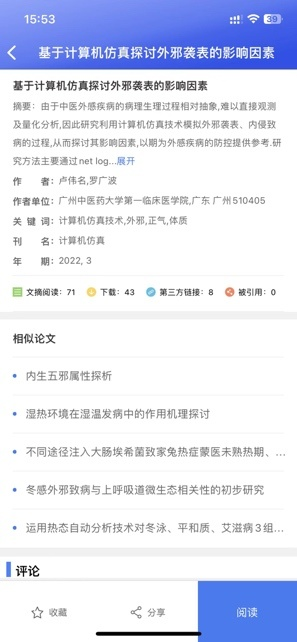 15:53
39
基于计算机仿真探讨外邪袭表的影响因素
基于计算机仿真探讨外邪袭表的影响因素
摘要：由于中医外感疾病的病理生理过程相对抽象,难以直接观测
及量化分析,因此研究利用计算机仿真技术模拟外邪袭表、内侵致
病的过程,从而探讨其影响因素,以期为外感疾病的防控提供参考.研
究方法主要通过net log...展开
作 者：卢伟名,罗广波
作者单位：广州中医药大学第一临床医学院,广东 广州 510405
关 键 词：计算机仿真技术,外邪,正气,体质
刊 名：计算机仿真
年 期：2022, 3
文摘阅读：71 下载：43 第三方链接：8 被引用：0
相似论文
内生五邪属性探析
湿热环境在湿温发病中的作用机理探讨
不同途径注入大肠埃希菌致家兔热症蒙医未熟热期、...
冬感外邪致病与上呼吸道微生态相关性的初步研究
运用热态自动分析技术对冬泳、平和质、艾滋病3组...
评论
收藏 分享 阅读